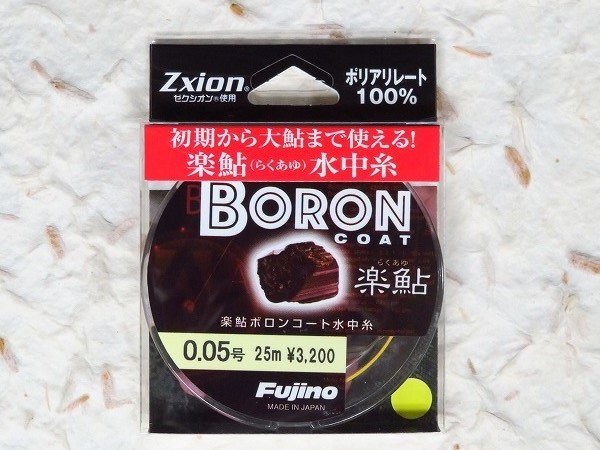 Zxion®
ゼクシオン®使用
ポリアリレート
100%
初期から大鮎まで使える!
楽鮎(らくあゆ)水中糸
BORON
COAT
らくあゆ
楽鮎
楽鮎ボロンコート水中糸
0.05号 25m ¥3,200
Fujino
MADE IN JAPAN